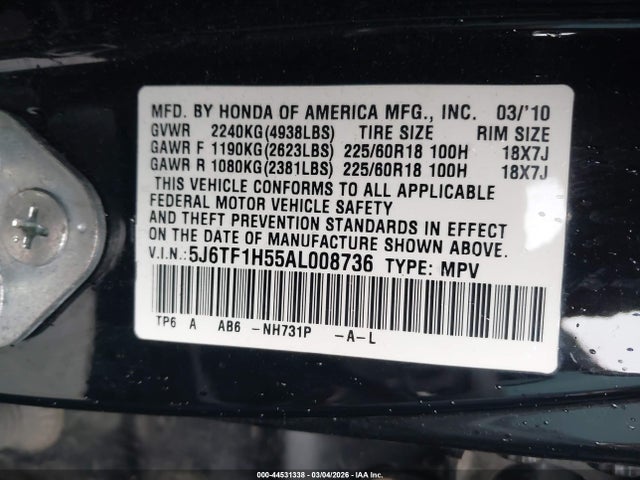 MFD. BY HONDA OF AMERICA MFG., INC. 03/'10
GVWR 2240KG(4938LBS) TIRE SIZE RIM SIZE
GAWR F 1190KG(2623LBS) 225/60R18 100H 18X7J
GAWR R 1080KG(2381LBS) 225/60R18 100H 18X7J
THIS VEHICLE CONFORMS TO ALL APPLICABLE
FEDERAL MOTOR VEHICLE SAFETY
AND THEFT PREVENTION STANDARDS IN EFFECT
ON THE DATE OF MANUFACTURE SHOWN ABOVE.
V.I.N.: 5J6TF1H55AL008736 TYPE: MPV
TP6 A AB6 -NH731P -A-L
000-44531338 - 03/04/2026 - IAA Inc.